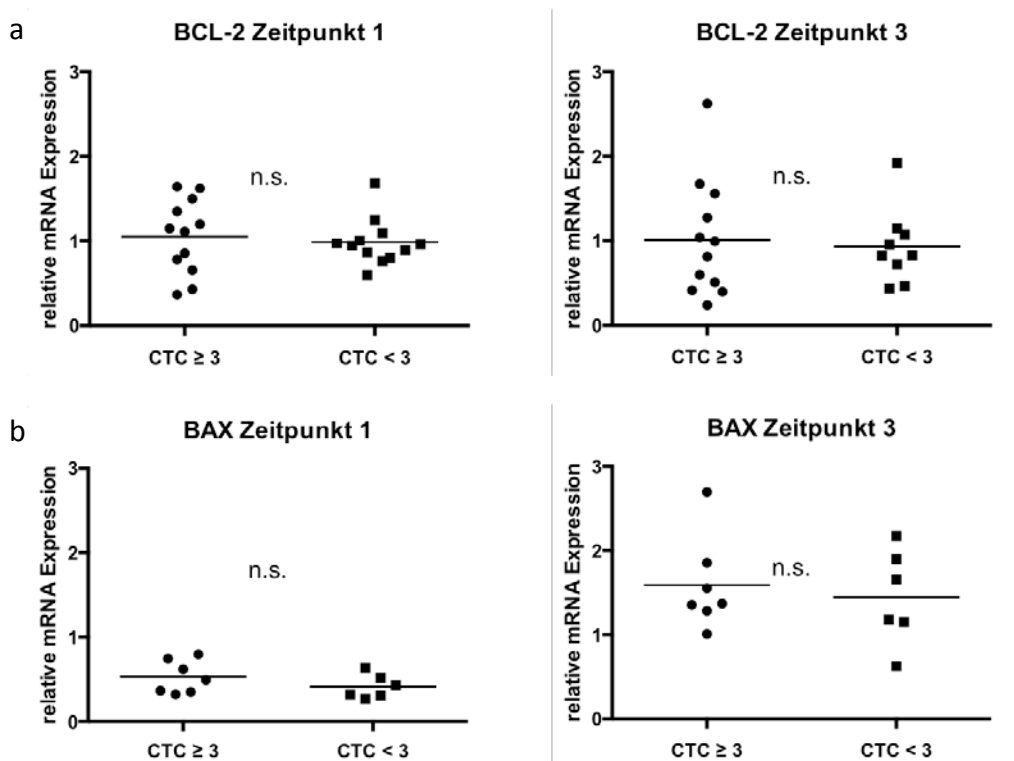 a
BCL-2 Zeitpunkt 1
relative mRNA Expression
3
2
1
0
n.s.
CTC ≥ 3
CTC < 3
BCL-2 Zeitpunkt 3
relative mRNA Expression
3
2
1
0
n.s.
CTC ≥ 3
CTC < 3
b
BAX Zeitpunkt 1
relative mRNA Expression
3
2
1
0
n.s.
CTC ≥ 3
CTC < 3
BAX Zeitpunkt 3
relative mRNA Expression
3
2
1
0
n.s.
CTC ≥ 3
CTC < 3